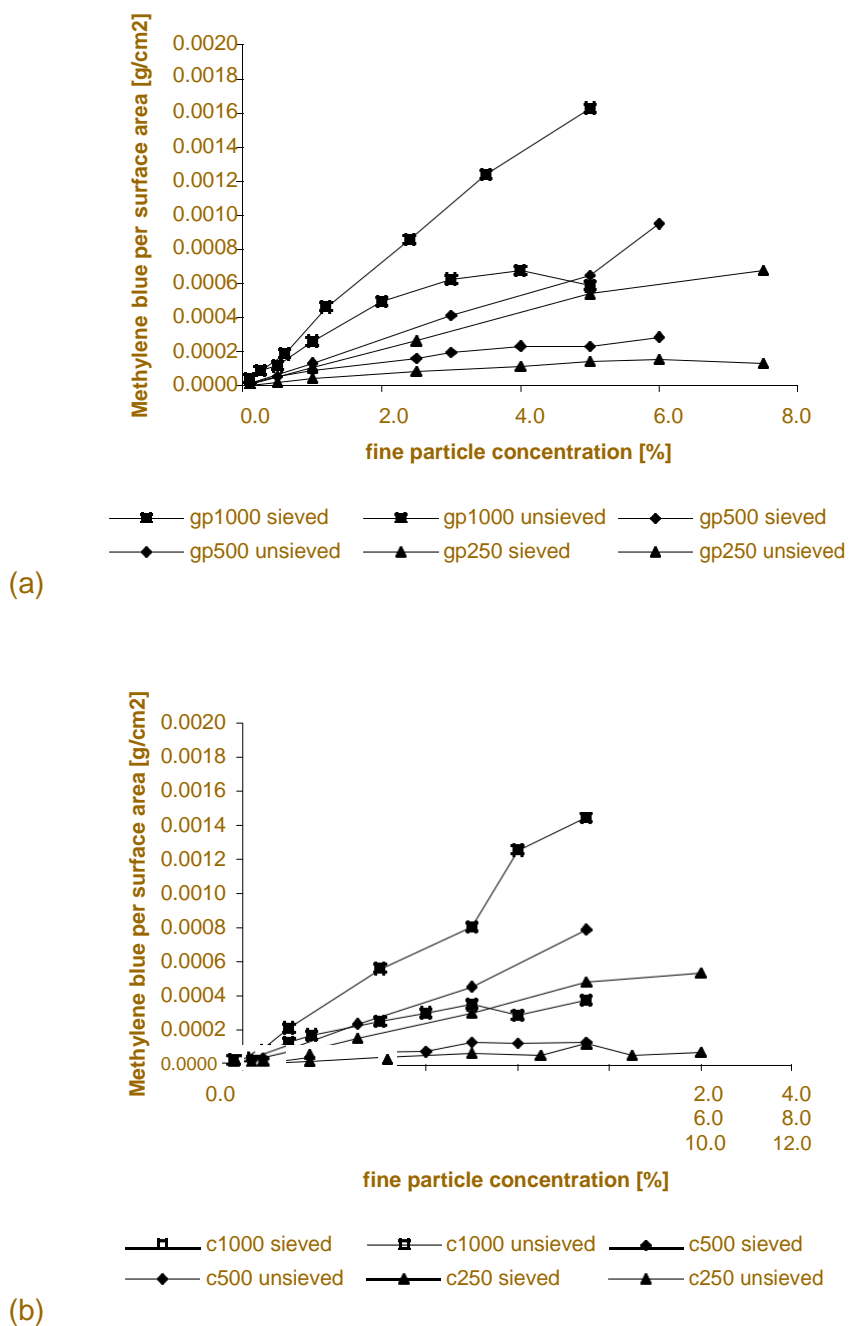 Methylene blue per surface area [g/cm2]
0.0020
0.0018
0.0016
0.0014
0.0012
0.0010
0.0008
0.0006
0.0004
0.0002
0.0000
0.0 2.0 4.0 6.0 8.0
fine particle concentration [%]
gp1000 sieved gp1000 unsieved gp500 sieved
gp500 unsieved gp250 sieved gp250 unsieved
(a)
Methylene blue per surface area [g/cm2]
0.0020
0.0018
0.0016
0.0014
0.0012
0.0010
0.0008
0.0006
0.0004
0.0002
0.0000
0.0 2.0 4.0
6.0 8.0
10.0 12.0
fine particle concentration [%]
c1000 sieved c1000 unsieved c500 sieved
c500 unsieved c250 sieved c250 unsieved
(b)